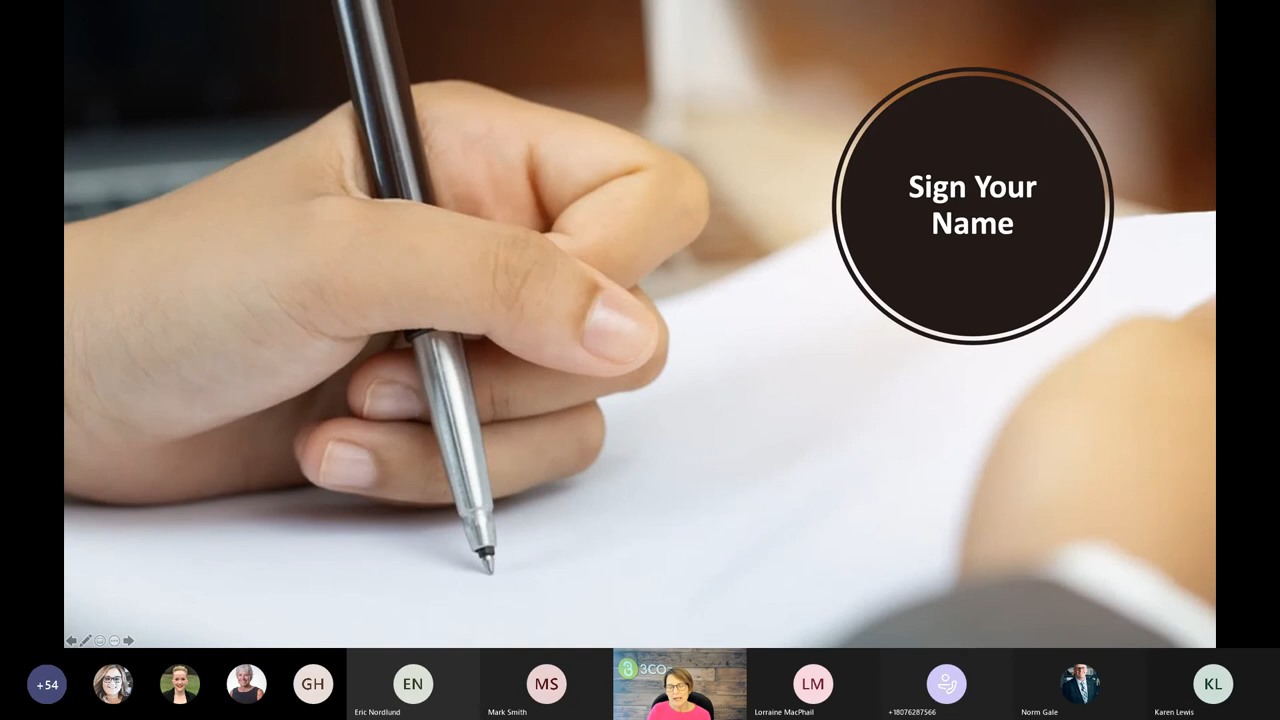 Sign Your
Name
+54
GH
EN
Eric Nordlund
MS
Mark Smith
3CO
LM
Lorraine MacPhail
+18076287566
Norm Gale
KL
Karen Lewis